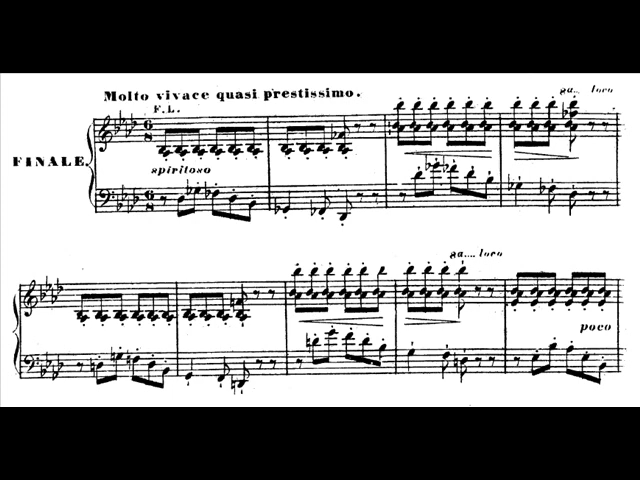 Molto vivace quasi prestissimo.
F.L.
8a... loco
FINALE.
spiritoso
8a.... loco
poco